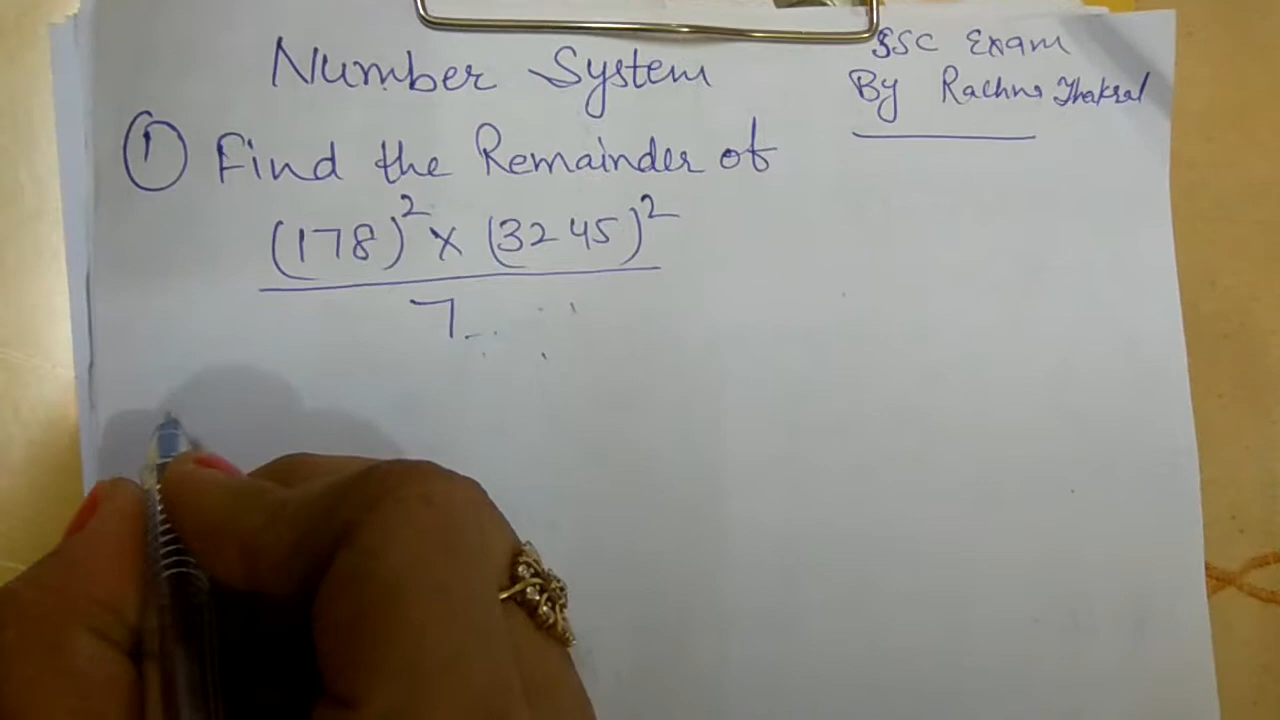 Number System
SSC Exam
By Rachna Thakral
① Find the Remainder of
(178)² × (3245)²
7